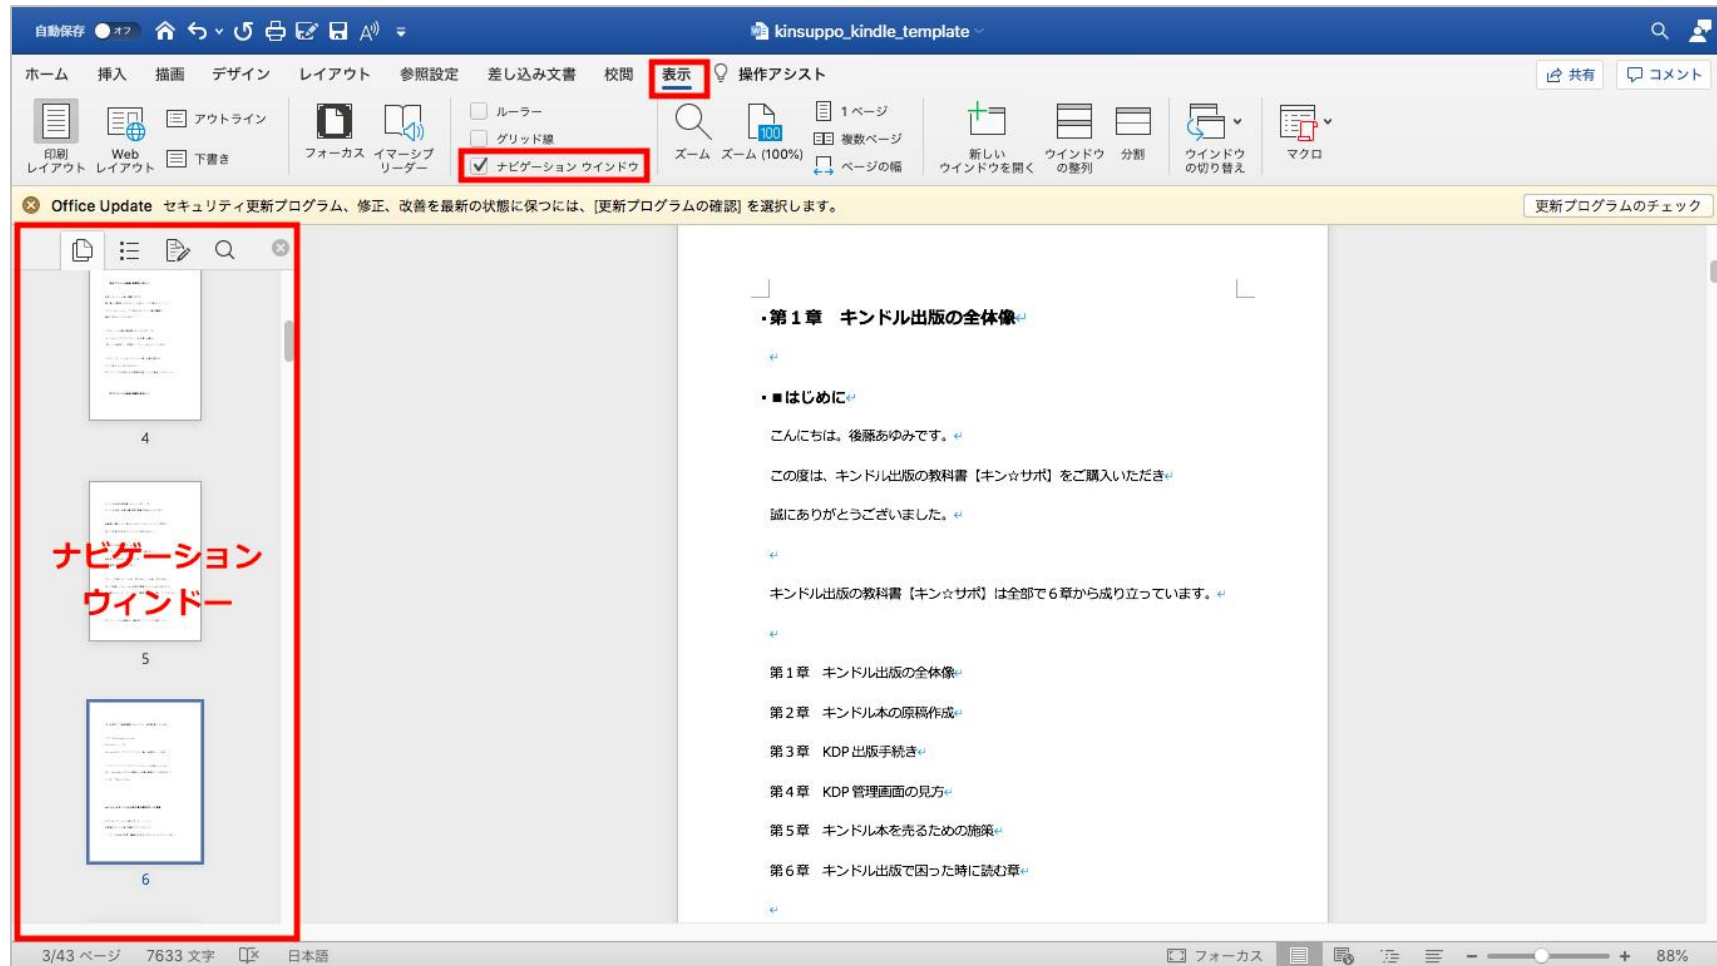 自動保存 オフ
kinsuppo_kindle_template
ホーム 挿入 描画 デザイン レイアウト 参照設定 差し込み文書 校閲 表示 操作アシスト 共有 コメント
印刷
レイアウト
Web
レイアウト
アウトライン
下書き
フォーカス
イマーシブ
リーダー
ルーラー
グリッド線
ナビゲーション ウインドウ
ズーム
100
ズーム (100%)
1 ページ
複数ページ
ページの幅
新しい
ウインドウを開く
ウインドウ
の整列
分割
ウインドウ
の切り替え
マクロ
Office Update セキュリティ更新プログラム、修正、改善を最新の状態に保つには、[更新プログラムの確認] を選択します。 更新プログラムのチェック
4
ナビゲーション
ウィンドー
5
6
第1章 キンドル出版の全体像
■はじめに
こんにちは。後藤あゆみです。
この度は、キンドル出版の教科書【キン☆サポ】をご購入いただき
誠にありがとうございました。
キンドル出版の教科書【キン☆サポ】は全部で6章から成り立っています。
第1章 キンドル出版の全体像
第2章 キンドル本の原稿作成
第3章 KDP出版手続き
第4章 KDP管理画面の見方
第5章 キンドル本を売るための施策
第6章 キンドル出版で困った時に読む章
3/43 ページ 7633 文字 日本語 フォーカス 88%